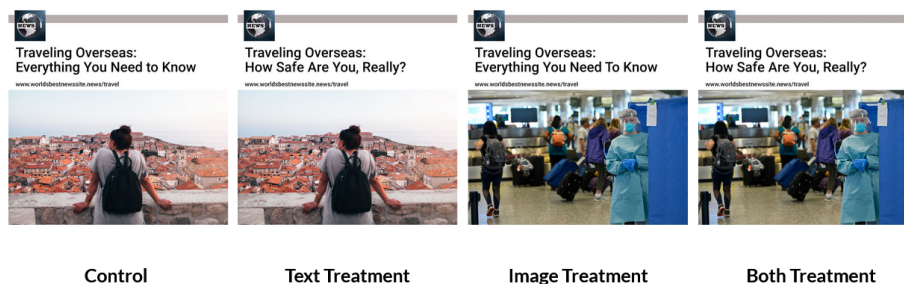 NEWS
Traveling Overseas:
Everything You Need to Know
www.worldsbestnewssite.news/travel
Control
NEWS
Traveling Overseas:
How Safe Are You, Really?
www.worldsbestnewssite.news/travel
Text Treatment
NEWS
Traveling Overseas:
Everything You Need To Know
www.worldsbestnewssite.news/travel
Image Treatment
NEWS
Traveling Overseas:
How Safe Are You, Really?
www.worldsbestnewssite.news/travel
Both Treatment